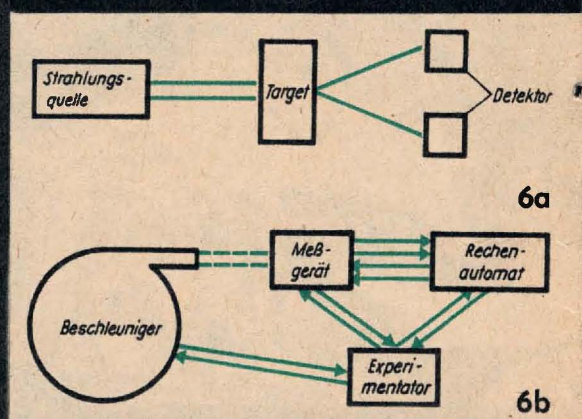 Strahlungs-
quelle
Target
Detektor
6a
Meß-
gerät
Rechen-
automat
Beschleuniger
Experi-
mentator
6b